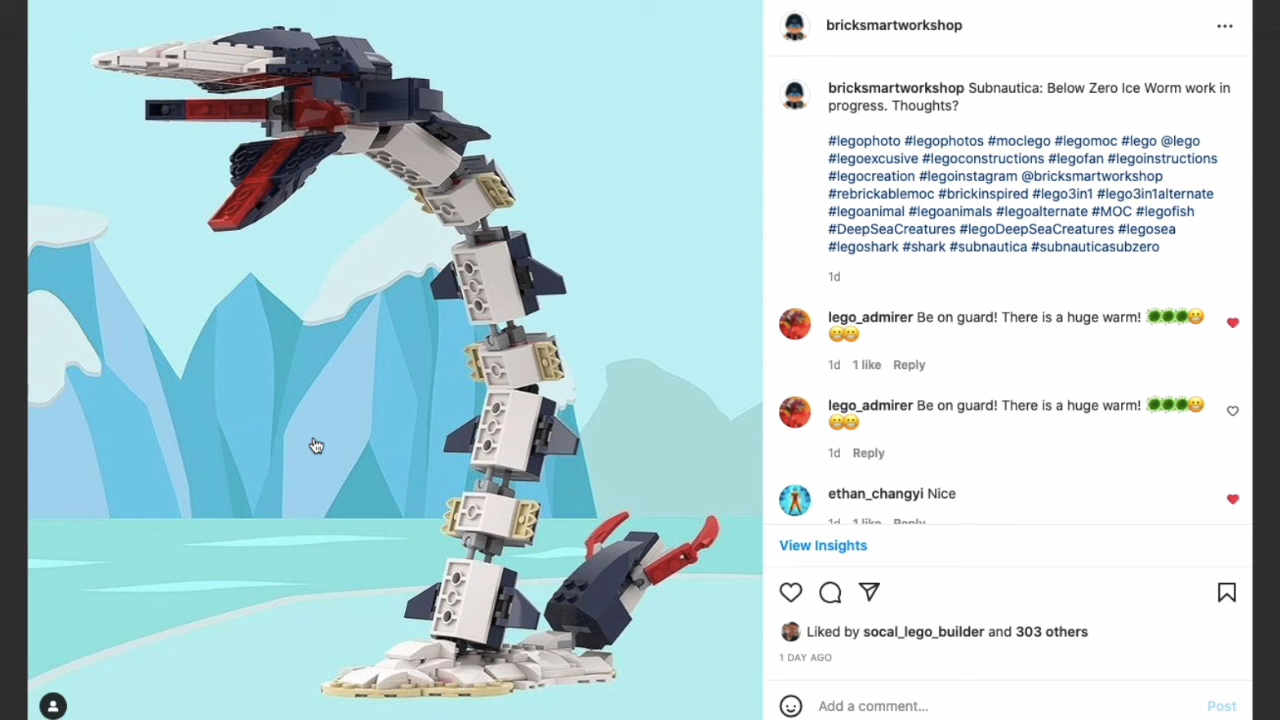 bricksmartworkshop
bricksmartworkshop Subnautica: Below Zero Ice Worm work in
progress. Thoughts?
#legophoto #legophotos #moclego #legomoc #lego @lego
#legoexcusive #legoconstructions #legofan #legoinstructions
#legocreation #legoinstagram @bricksmartworkshop
#rebrickablemoc #brickinspired #lego3in1 #lego3in1alternate
#legoanimal #legoanimals #legoalternate #MOC #legofish
#DeepSeaCreatures #legoDeepSeaCreatures #legosea
#legoshark #shark #subnautica #subnauticasubzero
1d
lego_admirer Be on guard! There is a huge warm!
1d 1 like Reply
lego_admirer Be on guard! There is a huge warm!
1d Reply
ethan_changyi Nice
1d 1 like Reply
View Insights
Liked by socal_lego_builder and 303 others
1 DAY AGO
Add a comment... Post